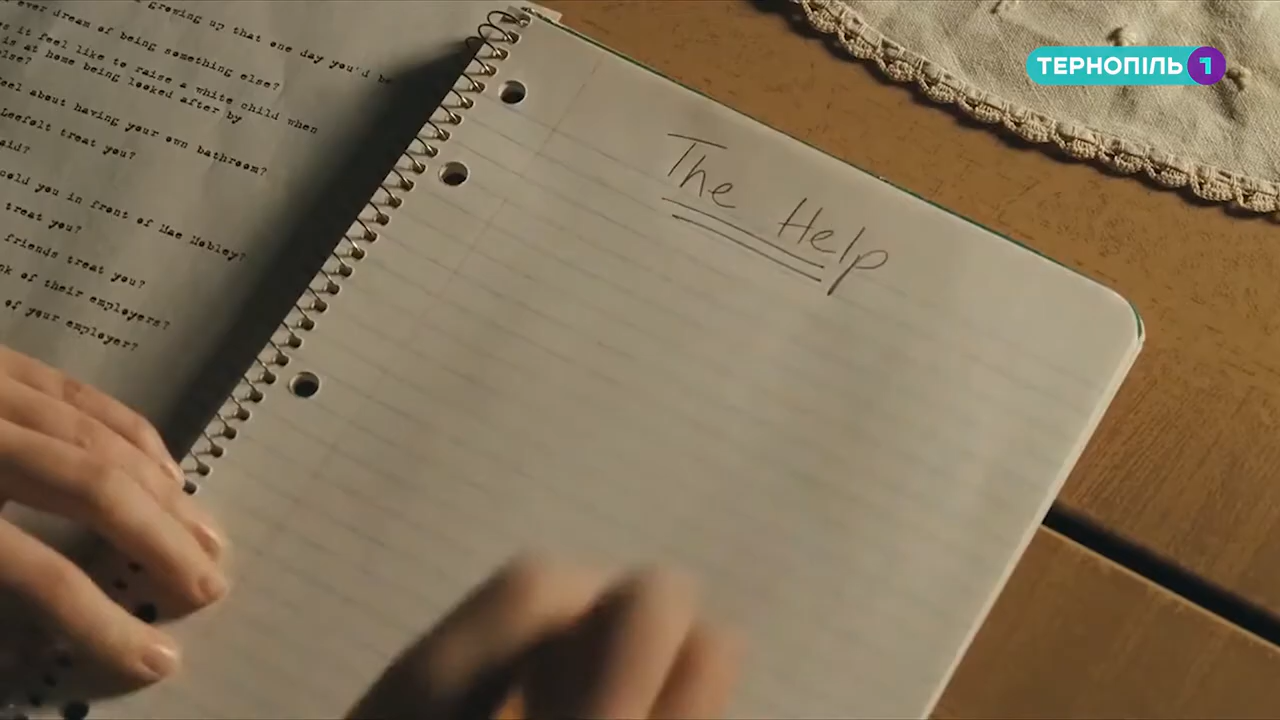 growing up that one day you'd be
ever dream of being something else?
it feel like to raise a white child when
is at home being looked after by
else?
feel about having your own bathroom?
Leefolt treat you?
said?
told you in front of Mae Mobley?
treat you?
friends treat you?
of their employers?
of your employer?
The Help
ТЕРНОПІЛЬ 1